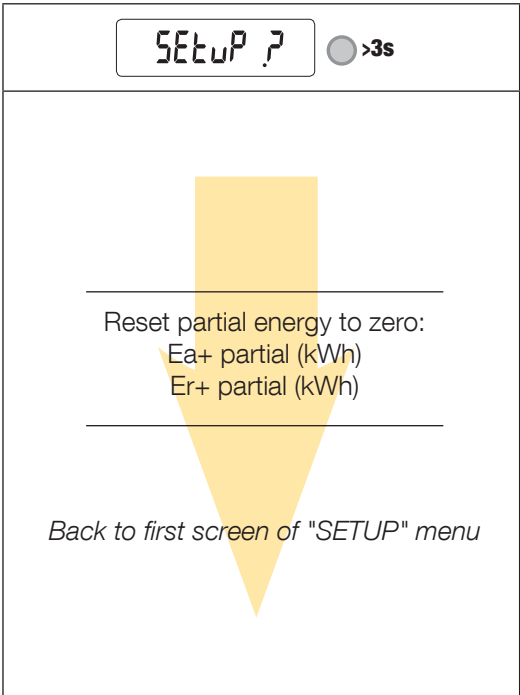 SEtuP ?
>3s
Reset partial energy to zero:
Ea+ partial (kWh)
Er+ partial (kWh)
Back to first screen of "SETUP" menu